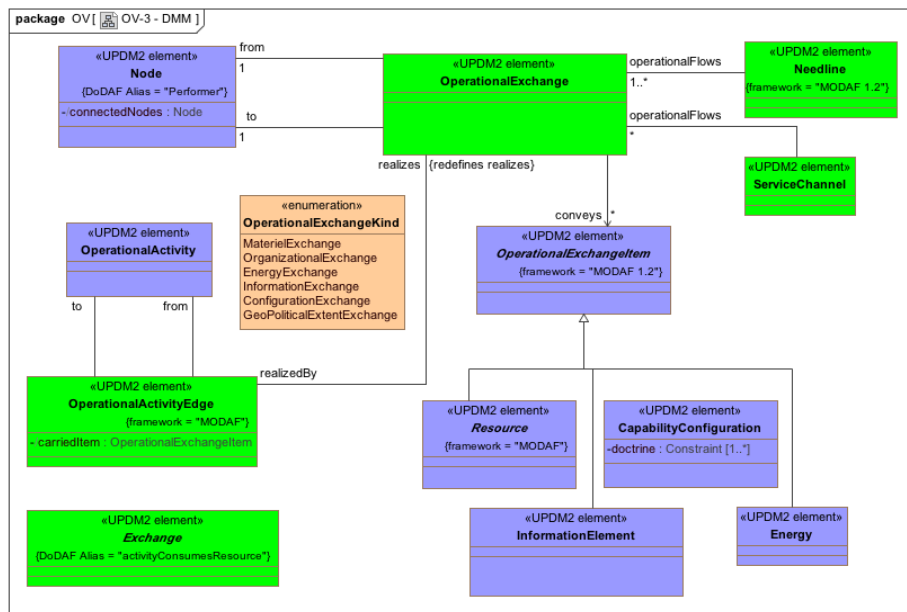 package OV[ OV-3 - DMM ]
«UPDM2 element»
Node
{DoDAF Alias = "Performer"}
-/connectedNodes : Node
from
1
to
1
«UPDM2 element»
OperationalExchange
operationalFlows
1..*
operationalFlows
*
«UPDM2 element»
Needline
{framework = "MODAF 1.2"}
«UPDM2 element»
ServiceChannel
realizes {redefines realizes}
conveys *
«enumeration»
OperationalExchangeKind
MaterielExchange
OrganizationalExchange
EnergyExchange
InformationExchange
ConfigurationExchange
GeoPoliticalExtentExchange
«UPDM2 element»
OperationalActivity
to
from
«UPDM2 element»
OperationalExchangeItem
{framework = "MODAF 1.2"}
realizedBy
«UPDM2 element»
OperationalActivityEdge
{framework = "MODAF"}
- carriedItem : OperationalExchangeItem
«UPDM2 element»
Resource
{framework = "MODAF"}
«UPDM2 element»
CapabilityConfiguration
-doctrine : Constraint [1..*]
«UPDM2 element»
Exchange
{DoDAF Alias = "activityConsumesResource"}
«UPDM2 element»
InformationElement
«UPDM2 element»
Energy